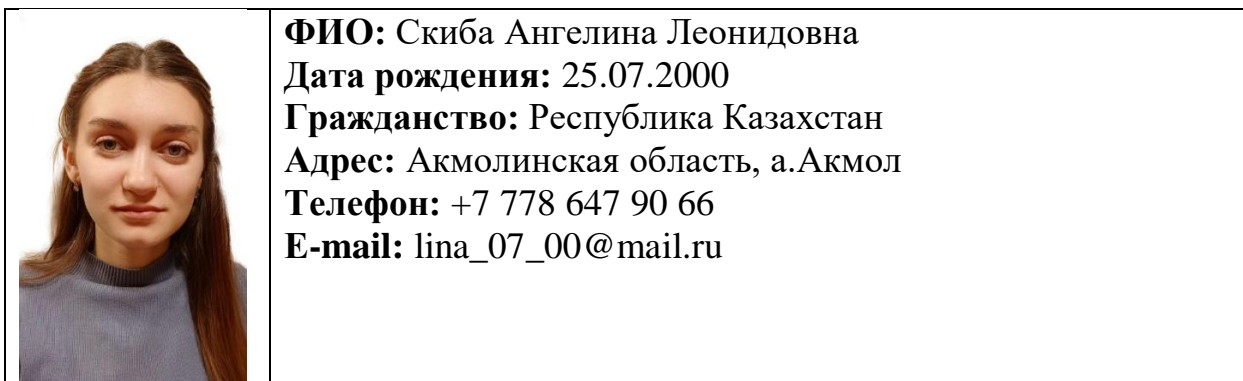 ФИО: Скиба Ангелина Леонидовна
Дата рождения: 25.07.2000
Гражданство: Республика Казахстан
Адрес: Акмолинская область, а.Акмол
Телефон: +7 778 647 90 66
E-mail: lina_07_00@mail.ru